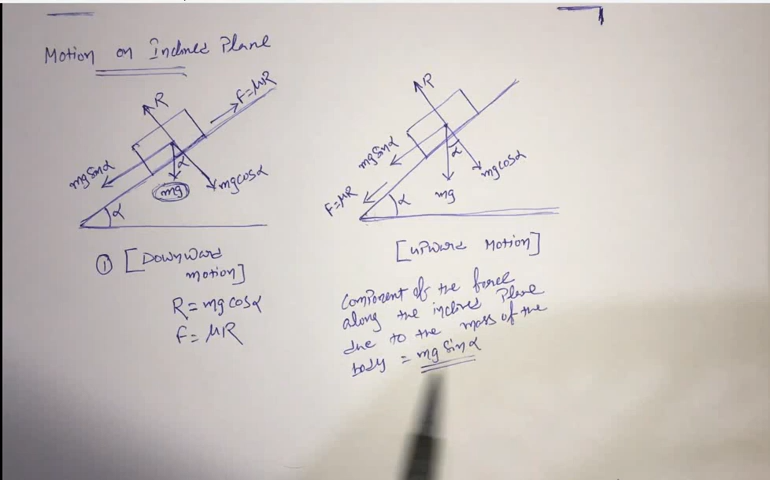 Motion on Inclined Plane
R
F=μR
mg sinα
α
mg
mg cosα
α
① [Downward
motion]
R = mg cosα
F = μR
R
mg sinα
α
mg cosα
F=μR
mg
α
[upward Motion]
Component of the force
along the inclined Plane
due to the mass of the
body = mg sinα